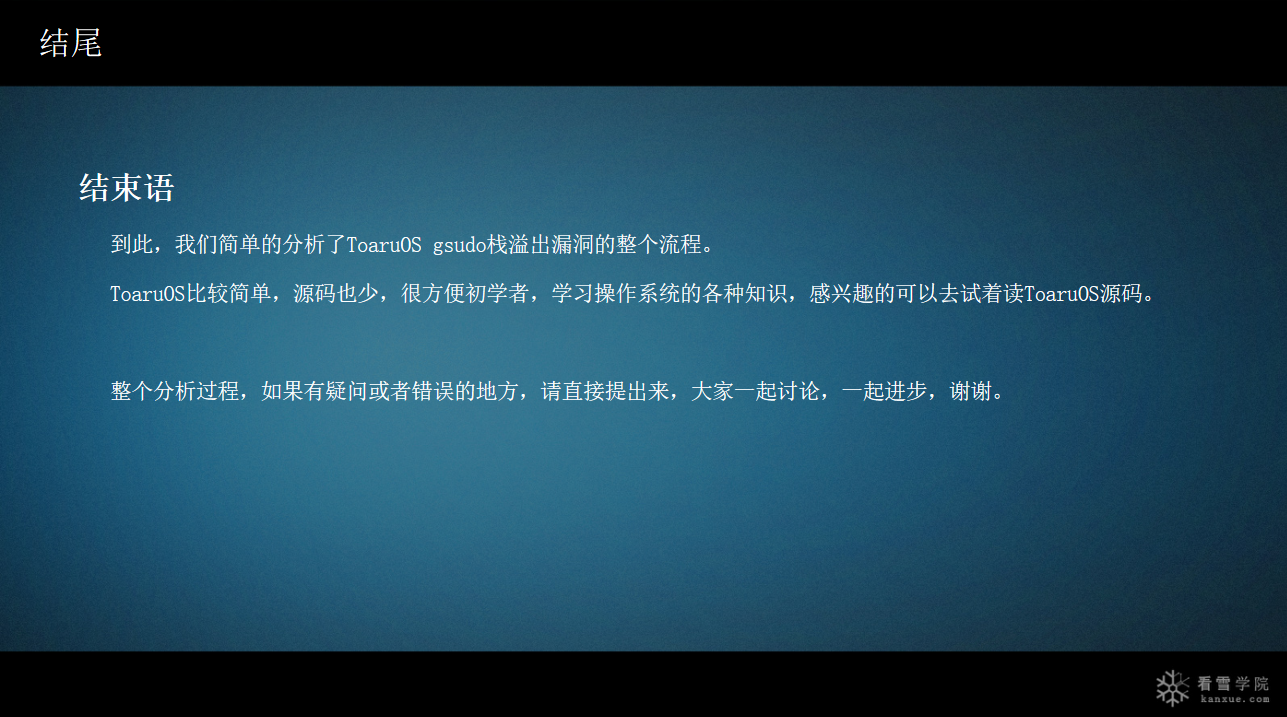 结尾
结束语
到此，我们简单的分析了ToaruOS gsudo栈溢出漏洞的整个流程。
ToaruOS比较简单，源码也少，很方便初学者，学习操作系统的各种知识，感兴趣的可以去试着读ToaruOS源码。
整个分析过程，如果有疑问或者错误的地方，请直接提出来，大家一起讨论，一起进步，谢谢。
看雪学院
kanxue.com